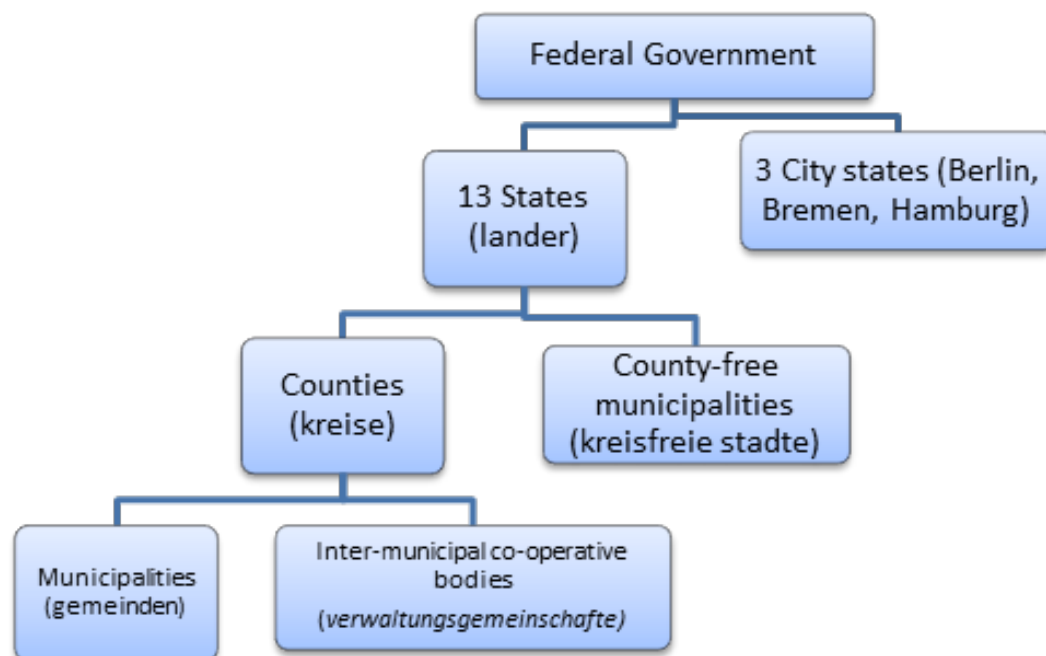 Federal Government
13 States
(lander)
3 City states (Berlin,
Bremen, Hamburg)
Counties
(kreise)
County-free
municipalities
(kreisfreie stadte)
Municipalities
(gemeinden)
Inter-municipal co-operative
bodies
(verwaltungsgemeinschafte)